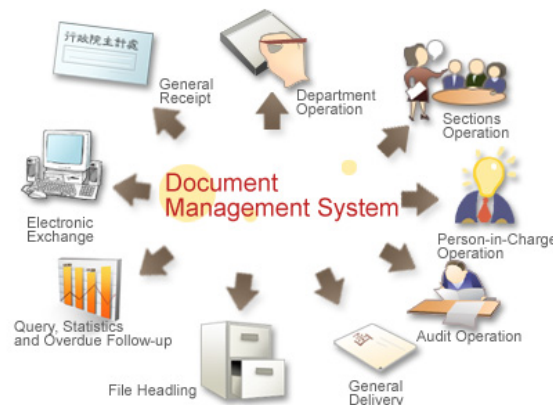 行政院主計處
General
Receipt
Department
Operation
Sections
Operation
Document
Management System
Electronic
Exchange
Person-in-Charge
Operation
Query, Statistics
and Overdue Follow-up
Audit Operation
File Headling
General
Delivery